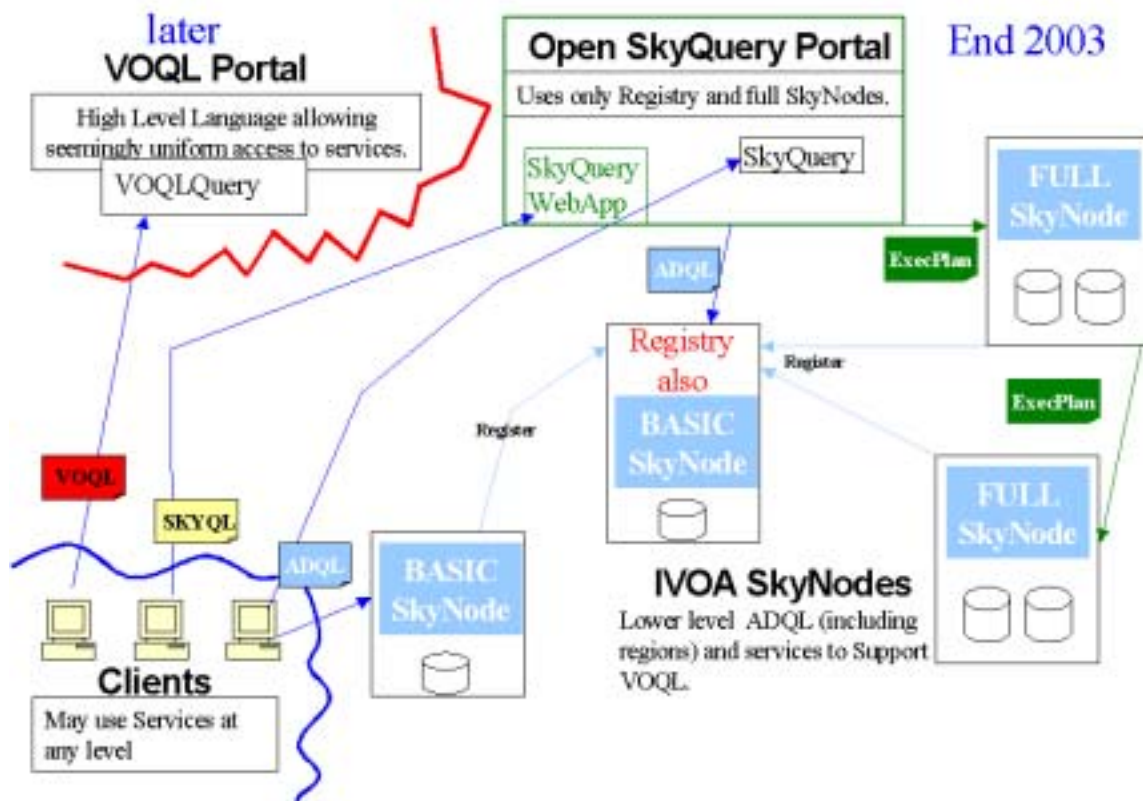 later
VOQL Portal
High Level Language allowing
seemingly uniform access to services.
VOQLQuery
Open SkyQuery Portal
Uses only Registry and full SkyNodes.
SkyQuery
WebApp
SkyQuery
End 2003
FULL
SkyNode
ExecPlan
ADQL
Registry
also
BASIC
SkyNode
Register
Register
ExecPlan
FULL
SkyNode
VOQL
SKYQL
ADQL
BASIC
SkyNode
IVOA SkyNodes
Lower level ADQL (including
regions) and services to Support
VOQL.
Clients
May use Services at
any level